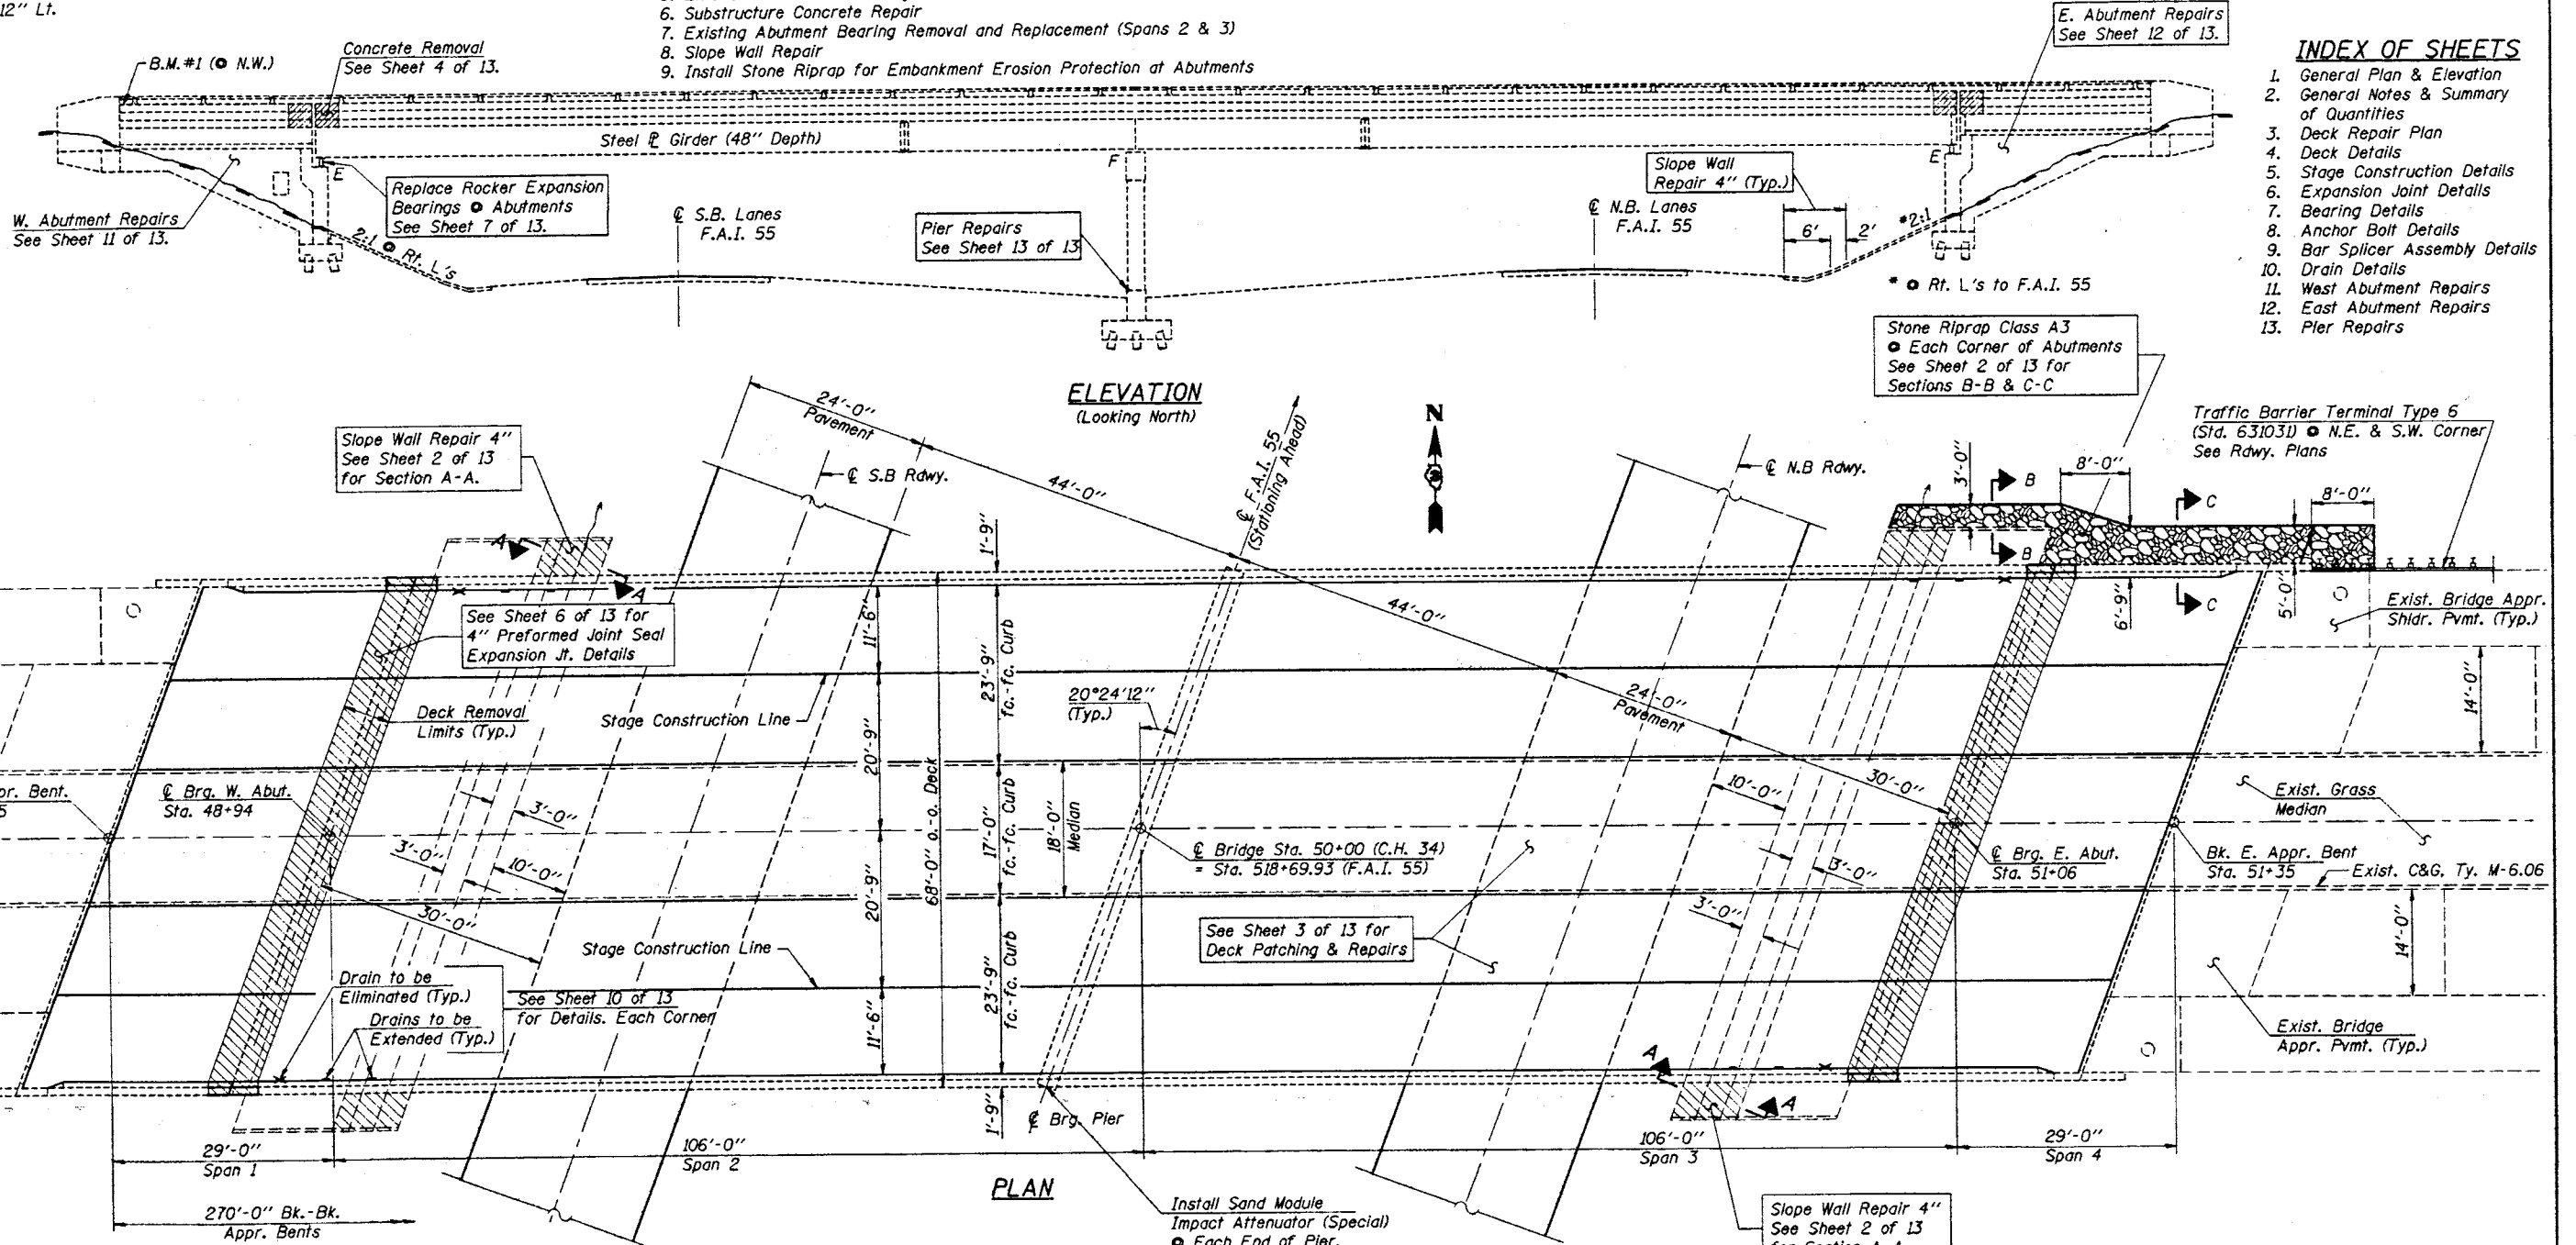 12" Lt.
6. Substructure Concrete Repair
7. Existing Abutment Bearing Removal and Replacement (Spans 2 & 3)
8. Slope Wall Repair
9. Install Stone Riprap for Embankment Erosion Protection at Abutments
B.M. #1 (@ N.W.)
Concrete Removal
See Sheet 4 of 13.
E. Abutment Repairs
See Sheet 12 of 13.
INDEX OF SHEETS
1. General Plan & Elevation
2. General Notes & Summary
of Quantities
3. Deck Repair Plan
4. Deck Details
5. Stage Construction Details
6. Expansion Joint Details
7. Bearing Details
8. Anchor Bolt Details
9. Bar Splicer Assembly Details
10. Drain Details
11. West Abutment Repairs
12. East Abutment Repairs
13. Pier Repairs
Steel ℄ Girder (48" Depth)
E
F
E
Replace Rocker Expansion
Bearings @ Abutments
See Sheet 7 of 13.
W. Abutment Repairs
See Sheet 11 of 13.
2:1 @ Rt. L's
℄ S.B. Lanes
F.A.I. 55
Pier Repairs
See Sheet 13 of 13
Slope Wall
Repair 4" (Typ.)
℄ N.B. Lanes
F.A.I. 55
6'
2'
*2:1
* @ Rt. L's to F.A.I. 55
ELEVATION
(Looking North)
Stone Riprap Class A3
@ Each Corner of Abutments
See Sheet 2 of 13 for
Sections B-B & C-C
Traffic Barrier Terminal Type 6
(Std. 631031) @ N.E. & S.W. Corner
See Rdwy. Plans
Slope Wall Repair 4"
See Sheet 2 of 13
for Section A-A.
24'-0"
Pavement
℄ S.B Rdwy.
44'-0"
℄ F.A.I. 55
(Stationing Ahead)
N
℄ N.B Rdwy.
3'-0"
B
8'-0"
C
8'-0"
A
A
1'-9"
B
C
6'-9"
5'-0"
Exist. Bridge Appr.
Shldr. Pvmt. (Typ.)
See Sheet 6 of 13 for
4" Preformed Joint Seal
Expansion Jt. Details
11'-6"
23'-9"
fc.-fc. Curb
44'-0"
20°24'12"
(Typ.)
24'-0"
Pavement
14'-0"
Deck Removal
Limits (Typ.)
Stage Construction Line
20'-9"
68'-0" o.-o. Deck
or. Bent.
5
℄ Brg. W. Abut.
Sta. 48+94
3'-0"
3'-0"
10'-0"
30'-0"
17'-0"
fc.-fc. Curb
18'-0"
Median
10'-0"
30'-0"
Exist. Grass
Median
℄ Bridge Sta. 50+00 (C.H. 34)
= Sta. 518+69.93 (F.A.I. 55)
℄ Brg. E. Abut.
Sta. 51+06
Bk. E. Appr. Bent
Sta. 51+35
Exist. C&G. Ty. M-6.06
3'-0"
3'-0"
20'-9"
See Sheet 3 of 13 for
Deck Patching & Repairs
Stage Construction Line
14'-0"
Drain to be
Eliminated (Typ.)
Drains to be
Extended (Typ.)
See Sheet 10 of 13
for Details. Each Corner
11'-6"
23'-9"
fc.-fc. Curb
Exist. Bridge
Appr. Pvmt. (Typ.)
A
A
1'-9"
℄ Brg. Pier
29'-0"
Span 1
106'-0"
Span 2
106'-0"
Span 3
29'-0"
Span 4
PLAN
270'-0" Bk.-Bk.
Appr. Bents
Install Sand Module
Impact Attenuator (Special)
@ Each End of Pier.
Slope Wall Repair 4"
See Sheet 2 of 13
for Section A-A